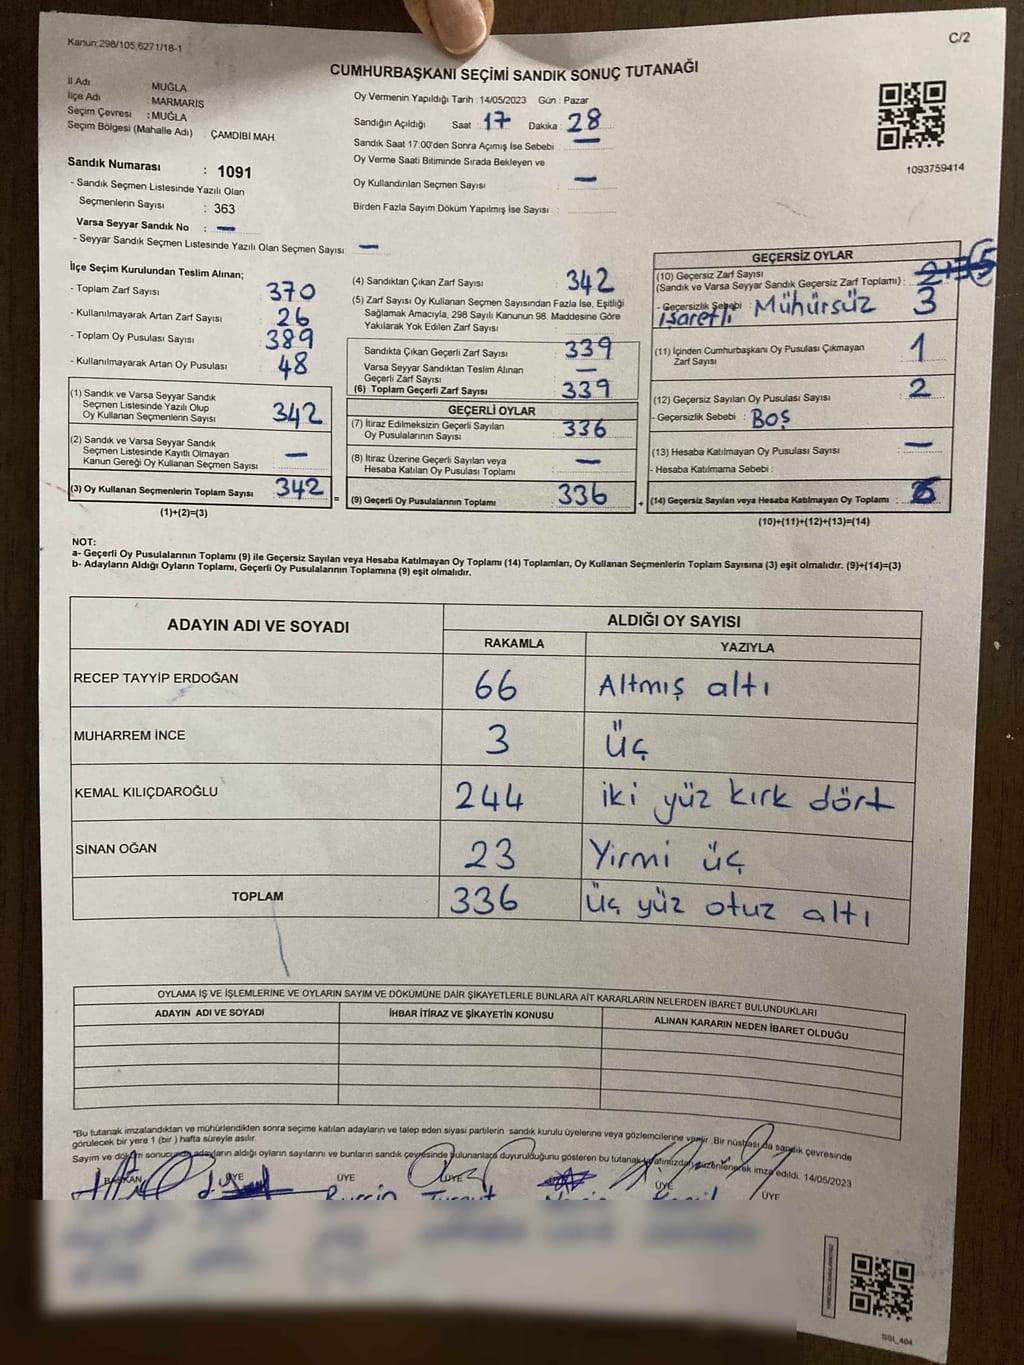 Kanun:298/105,6271/18-1
C/2
CUMHURBAŞKANI SEÇİMİ SANDIK SONUÇ TUTANAĞI
İl Adı : MUĞLA
İlçe Adı : MARMARİS
Seçim Çevresi : MUĞLA
Seçim Bölgesi (Mahalle Adı) ÇAMDİBİ MAH.
Sandık Numarası : 1091
- Sandık Seçmen Listesinde Yazılı Olan
Seçmenlerin Sayısı : 363
Varsa Seyyar Sandık No : —
- Seyyar Sandık Seçmen Listesinde Yazılı Olan Seçmen Sayısı —
Oy Vermenin Yapıldığı Tarih :14/05/2023 Gün : Pazar
Sandığın Açıldığı Saat : 17 Dakika : 28
Sandık Saat 17:00'den Sonra Açımış İse Sebebi : —
Oy Verme Saati Bitiminde Sırada Bekleyen ve
Oy Kullandırılan Seçmen Sayısı : —
Birden Fazla Sayım Döküm Yapılmış İse Sayısı :
1093759414
İlçe Seçim Kurulundan Teslim Alınan;
- Toplam Zarf Sayısı : 370
- Kullanılmayarak Artan Zarf Sayısı : 26
- Toplam Oy Pusulası Sayısı : 389
- Kullanılmayarak Artan Oy Pusulası : 48
(1) Sandık ve Varsa Seyyar Sandık
Seçmen Listesinde Yazılı Olup
Oy Kullanan Seçmenlerin Sayısı : 342
(2) Sandık ve Varsa Seyyar Sandık
Seçmen Listesinde Kayıtlı Olmayan
Kanun Gereği Oy Kullanan Seçmen Sayısı : —
(3) Oy Kullanan Seçmenlerin Toplam Sayısı : 342
(1)+(2)=(3)
=
(4) Sandıktan Çıkan Zarf Sayısı : 342
(5) Zarf Sayısı Oy Kullanan Seçmen Sayısından Fazla İse, Eşitliği
Sağlamak Amacıyla, 298 Sayılı Kanunun 98. Maddesine Göre
Yakılarak Yok Edilen Zarf Sayısı :
Sandıkta Çıkan Geçerli Zarf Sayısı : 339
Varsa Seyyar Sandıktan Teslim Alınan
Geçerli Zarf Sayısı : —
(6) Toplam Geçerli Zarf Sayısı : 339
GEÇERLİ OYLAR
(7) İtiraz Edilmeksizin Geçerli Sayılan
Oy Pusulalarının Sayısı : 336
(8) İtiraz Üzerine Geçerli Sayılan veya
Hesaba Katılan Oy Pusulası Toplamı : —
(9) Geçerli Oy Pusulalarının Toplamı : 336
+
GEÇERSİZ OYLAR
(10) Geçersiz Zarf Sayısı
(Sandık ve Varsa Seyyar Sandık Geçersiz Zarf Toplamı) :
- Geçersizlik Sebebi : Mühürsüz 3
işaretli
(11) İçinden Cumhurbaşkanı Oy Pusulası Çıkmayan
Zarf Sayısı : 1
(12) Geçersiz Sayılan Oy Pusulası Sayısı : 2
- Geçersizlik Sebebi : BOŞ
(13) Hesaba Katılmayan Oy Pusulası Sayısı : —
- Hesaba Katılmama Sebebi :
(14) Geçersiz Sayılan veya Hesaba Katılmayan Oy Toplamı : 6
(10)+(11)+(12)+(13)=(14)
NOT:
a- Geçerli Oy Pusulalarının Toplamı (9) ile Geçersiz Sayılan veya Hesaba Katılmayan Oy Toplamı (14) Toplamları, Oy Kullanan Seçmenlerin Toplam Sayısına (3) eşit olmalıdır. (9)+(14)=(3)
b- Adayların Aldığı Oyların Toplamı, Geçerli Oy Pusulalarının Toplamına (9) eşit olmalıdır.
ADAYIN ADI VE SOYADI
ALDIĞI OY SAYISI
RAKAMLA YAZIYLA
RECEP TAYYİP ERDOĞAN 66 Altmış altı
MUHARREM İNCE 3 üç
KEMAL KILIÇDAROĞLU 244 iki yüz kırk dört
SİNAN OĞAN 23 Yirmi üç
TOPLAM 336 üç yüz otuz altı
OYLAMA İŞ VE İŞLEMLERİNE VE OYLARIN SAYIM VE DÖKÜMÜNE DAİR ŞİKAYETLERLE BUNLARA AİT KARARLARIN NELERDEN İBARET BULUNDUKLARI
ADAYIN ADI VE SOYADI İHBAR İTİRAZ VE ŞİKAYETİN KONUSU ALINAN KARARIN NEDEN İBARET OLDUĞU
*Bu tutanak imzalandıktan ve mühürlendikten sonra seçime katılan adayların ve talep eden siyasi partilerin sandık kurulu üyelerine veya gözlemcilerine verilir. Bir nüshası da sandık çevresinde
görülecek bir yere 1 (bir ) hafta süreyle asılır.
Sayım ve döküm sonucunda adayların aldığı oyların sayılarını ve bunların sandık çevresinde bulunanlara duyurulduğunu gösteren bu tutanak tarafımızdan düzenlenerek imza edildi. 14/05/2023
BAŞKAN ÜYE ÜYE ÜYE ÜYE ÜYE